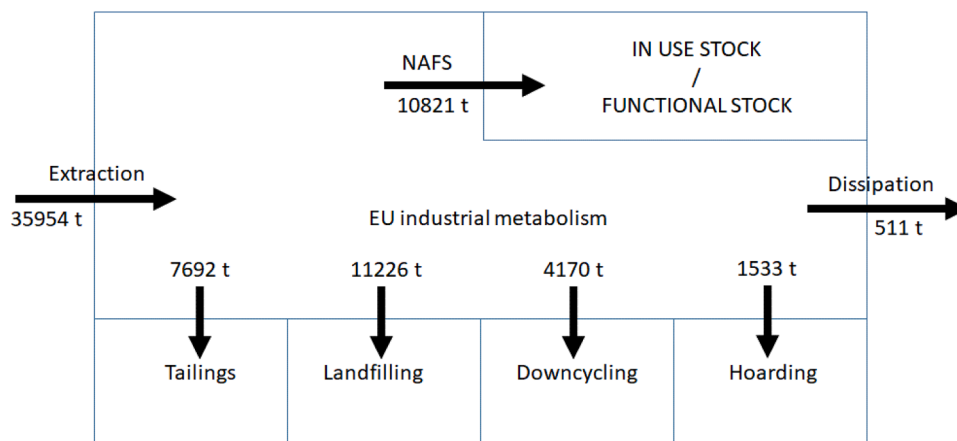 NAFS
10821 t
IN USE STOCK
/
FUNCTIONAL STOCK
Extraction
35954 t
EU industrial metabolism
Dissipation
511 t
7692 t
11226 t
4170 t
1533 t
Tailings
Landfilling
Downcycling
Hoarding